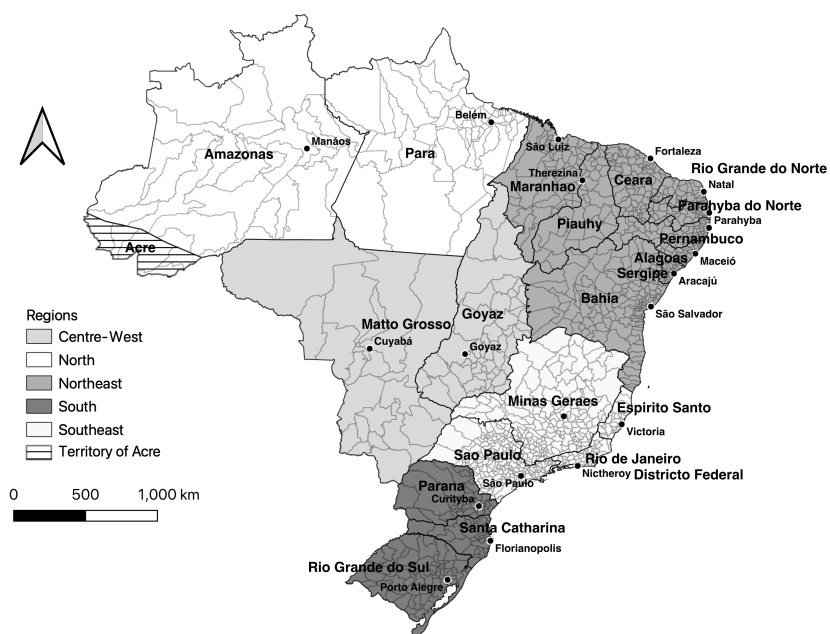 Belém
Manáos
Amazonas
Para
São Luiz
Fortaleza
Therezina
Maranhao
Ceara
Rio Grande do Norte
Natal
Parahyba do Norte
Parahyba
Piauhy
Pernambuco
Acre
Alagoas
Maceió
Sergipe
Aracajú
Bahia
São Salvador
Matto Grosso
Cuyabá
Goyaz
Goyaz
Regions
Centre-West
North
Northeast
South
Southeast
Territory of Acre
0 500 1,000 km
Minas Geraes
Espirito Santo
Victoria
Sao Paulo
São Paulo
Rio de Janeiro
Nictheroy
Districto Federal
Parana
Curityba
Santa Catharina
Florianopolis
Rio Grande do Sul
Pôrto Alegre